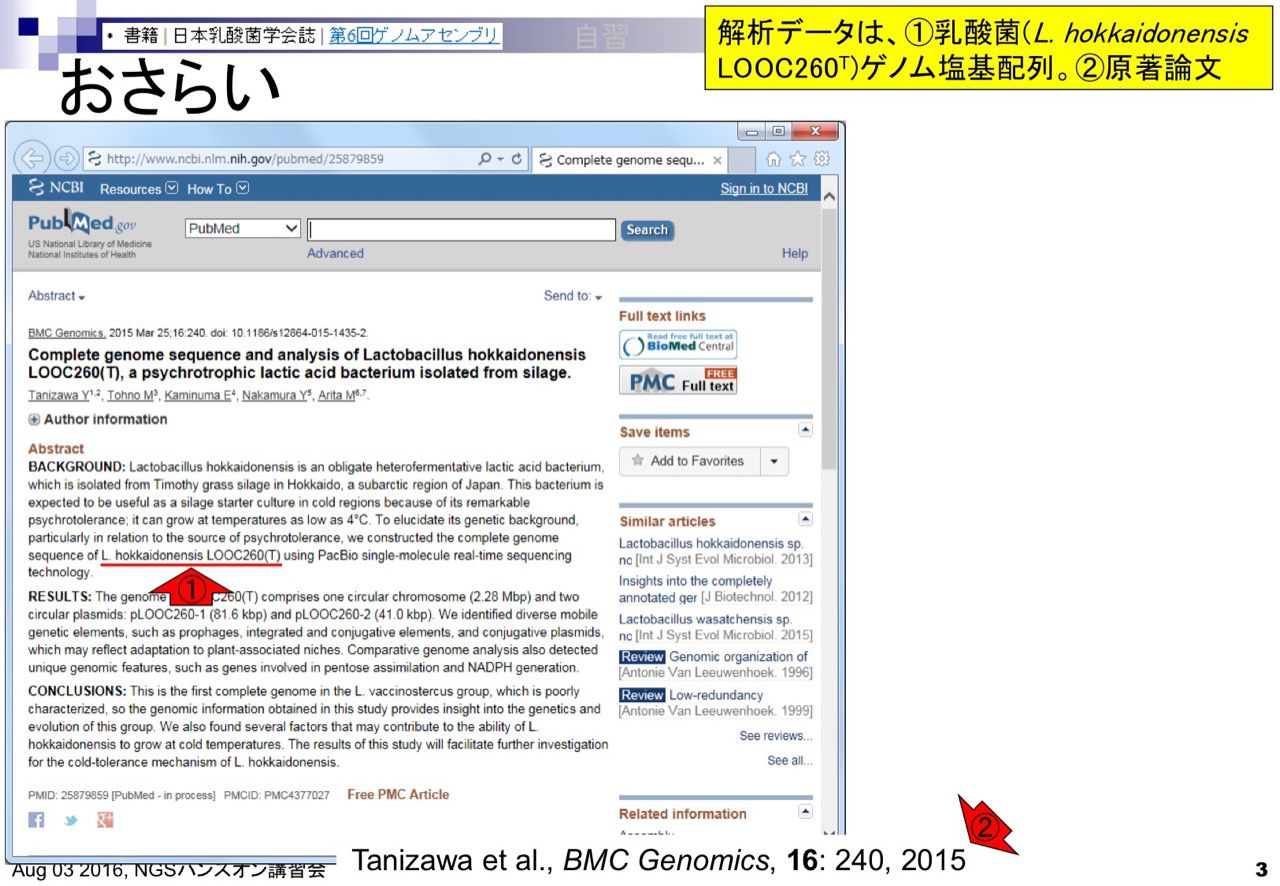 • 書籍 | 日本乳酸菌学会誌 | 第6回ゲノムアセンブリ
自習
解析データは、①乳酸菌(L. hokkaidonensis
LOOC260T)ゲノム塩基配列。②原著論文
おさらい
http://www.ncbi.nlm.nih.gov/pubmed/25879859
Complete genome sequ...
NCBI Resources How To
Sign in to NCBI
PubMed.gov
US National Library of Medicine
National Institutes of Health
PubMed
Search
Advanced
Help
Abstract
Send to:
BMC Genomics. 2015 Mar 25;16:240. doi: 10.1186/s12864-015-1435-2.
Complete genome sequence and analysis of Lactobacillus hokkaidonensis
LOOC260(T), a psychrotrophic lactic acid bacterium isolated from silage.
Tanizawa Y1,2, Tohno M3, Kaminuma E4, Nakamura Y5, Arita M6,7.
Author information
Abstract
BACKGROUND: Lactobacillus hokkaidonensis is an obligate heterofermentative lactic acid bacterium,
which is isolated from Timothy grass silage in Hokkaido, a subarctic region of Japan. This bacterium is
expected to be useful as a silage starter culture in cold regions because of its remarkable
psychrotolerance; it can grow at temperatures as low as 4°C. To elucidate its genetic background,
particularly in relation to the source of psychrotolerance, we constructed the complete genome
sequence of L. hokkaidonensis LOOC260(T) using PacBio single-molecule real-time sequencing
technology.
①
RESULTS: The genome C260(T) comprises one circular chromosome (2.28 Mbp) and two
circular plasmids: pLOOC260-1 (81.6 kbp) and pLOOC260-2 (41.0 kbp). We identified diverse mobile
genetic elements, such as prophages, integrated and conjugative elements, and conjugative plasmids,
which may reflect adaptation to plant-associated niches. Comparative genome analysis also detected
unique genomic features, such as genes involved in pentose assimilation and NADPH generation.
CONCLUSIONS: This is the first complete genome in the L. vaccinostercus group, which is poorly
characterized, so the genomic information obtained in this study provides insight into the genetics and
evolution of this group. We also found several factors that may contribute to the ability of L.
hokkaidonensis to grow at cold temperatures. The results of this study will facilitate further investigation
for the cold-tolerance mechanism of L. hokkaidonensis.
PMID: 25879859 [PubMed - in process] PMCID: PMC4377027 Free PMC Article
Full text links
Read free full text at
BioMed Central
PMC FREE Full text
Save items
Add to Favorites
Similar articles
Lactobacillus hokkaidonensis sp.
nc [Int J Syst Evol Microbiol. 2013]
Insights into the completely
annotated ger [J Biotechnol. 2012]
Lactobacillus wasatchensis sp.
nc [Int J Syst Evol Microbiol. 2015]
Review Genomic organization of
[Antonie Van Leeuwenhoek. 1996]
Review Low-redundancy
[Antonie Van Leeuwenhoek. 1999]
See reviews...
See all...
Related information
②
Tanizawa et al., BMC Genomics, 16: 240, 2015
Aug 03 2016, NGSハンズオン講習会
3